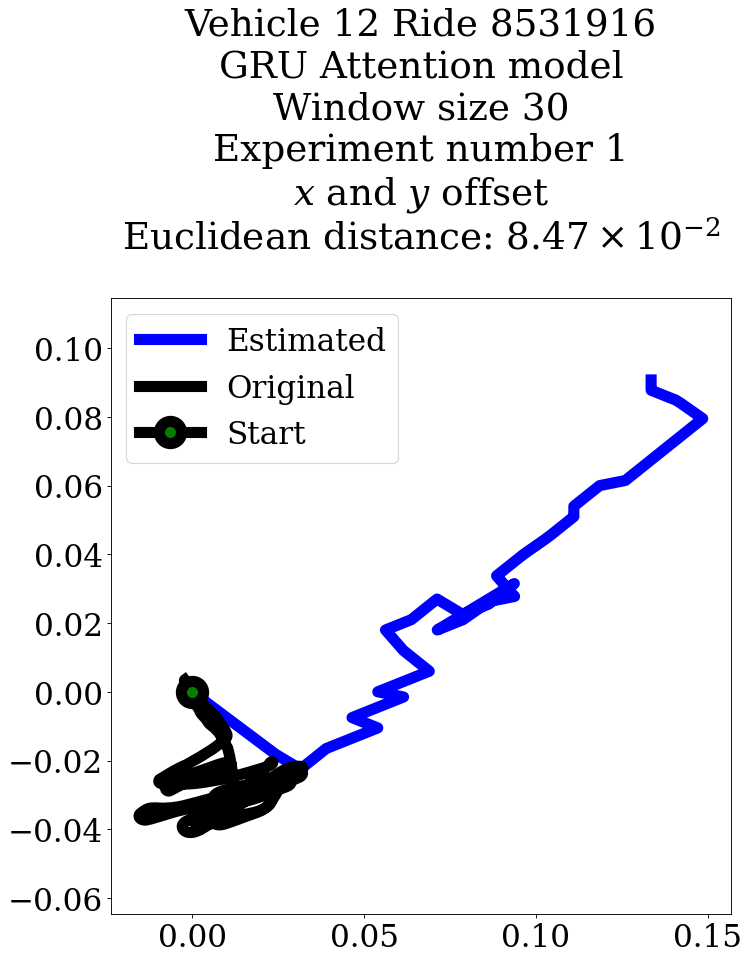 Vehicle 12 Ride 8531916
GRU Attention model
Window size 30
Experiment number 1
x and y offset
Euclidean distance: 8.47 × 10⁻²
Estimated
Original
Start
0.10
0.08
0.06
0.04
0.02
0.00
−0.02
−0.04
−0.06
0.00 0.05 0.10 0.15